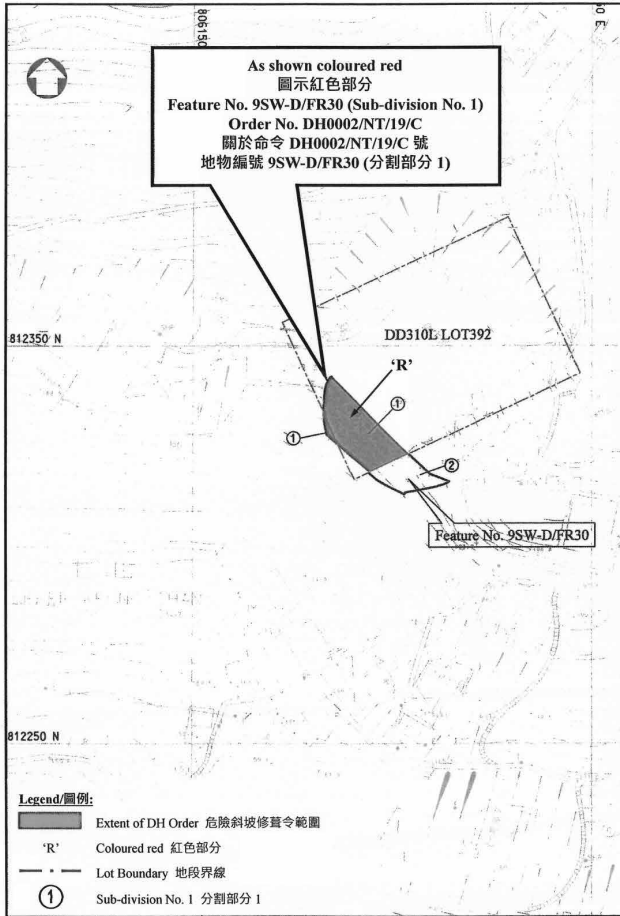 806150
00 E
As shown coloured red
圖示紅色部分
Feature No. 9SW-D/FR30 (Sub-division No. 1)
Order No. DH0002/NT/19/C
關於命令 DH0002/NT/19/C 號
地物編號 9SW-D/FR30 (分割部分 1)
812350 N
DD310L LOT392
‘R’
①
①
②
Feature No. 9SW-D/FR30
812250 N
Legend/圖例:
Extent of DH Order 危險斜坡修葺令範圍
‘R’ Coloured red 紅色部分
Lot Boundary 地段界線
① Sub-division No. 1 分割部分 1